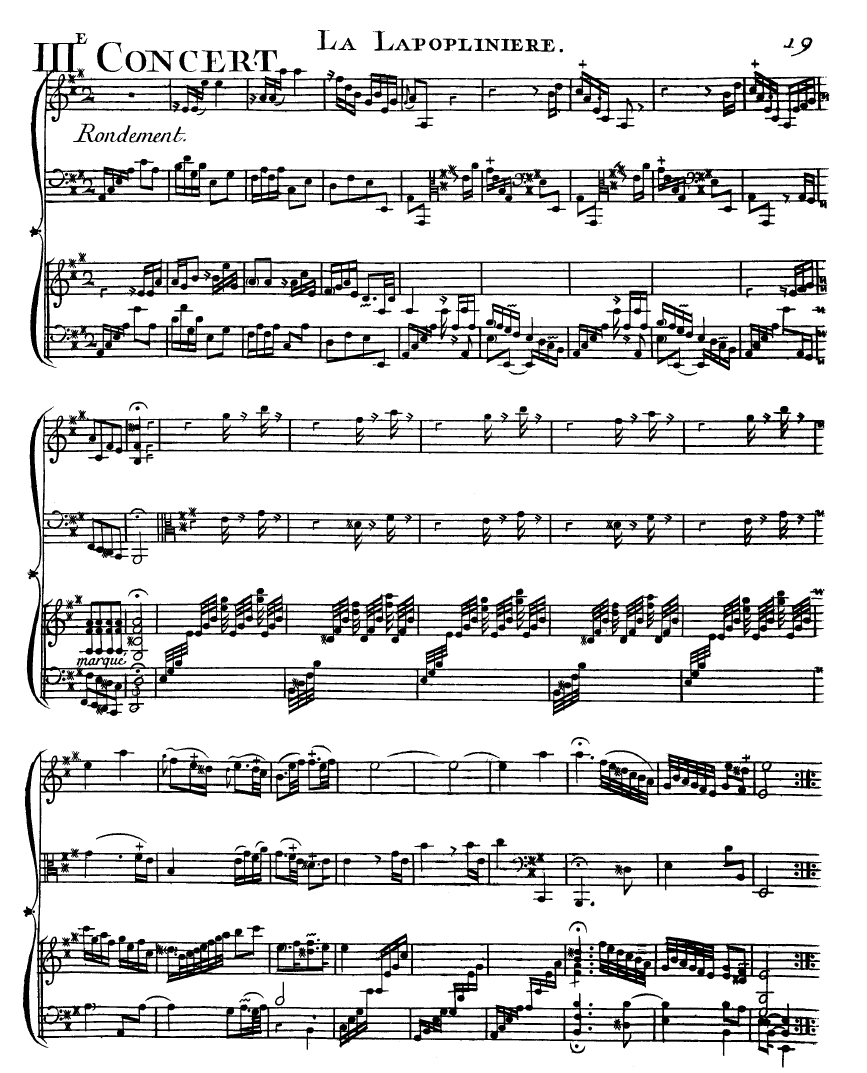 LA LAPOPLINIERE. 19
III.E CONCERT.
Rondement.
marqué